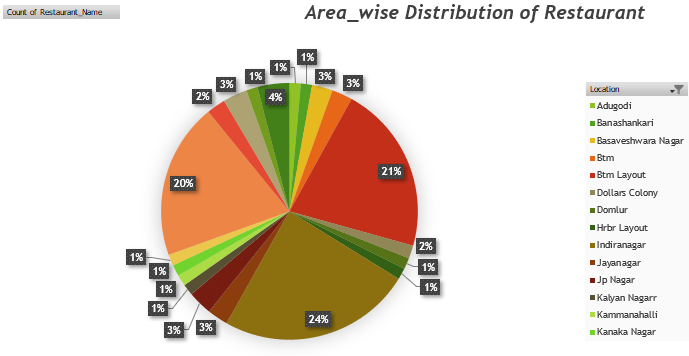 Count of Restaurant_Name
Area_wise Distribution of Restaurant
1%
1%
3%
3%
21%
2%
1%
1%
24%
3%
3%
1%
1%
1%
1%
20%
2%
3%
1%
4%
Location
Adugodi
Banashankari
Basaveshwara Nagar
Btm
Btm Layout
Dollars Colony
Domlur
Hrbr Layout
Indiranagar
Jayanagar
Jp Nagar
Kalyan Nagarr
Kammanahalli
Kanaka Nagar